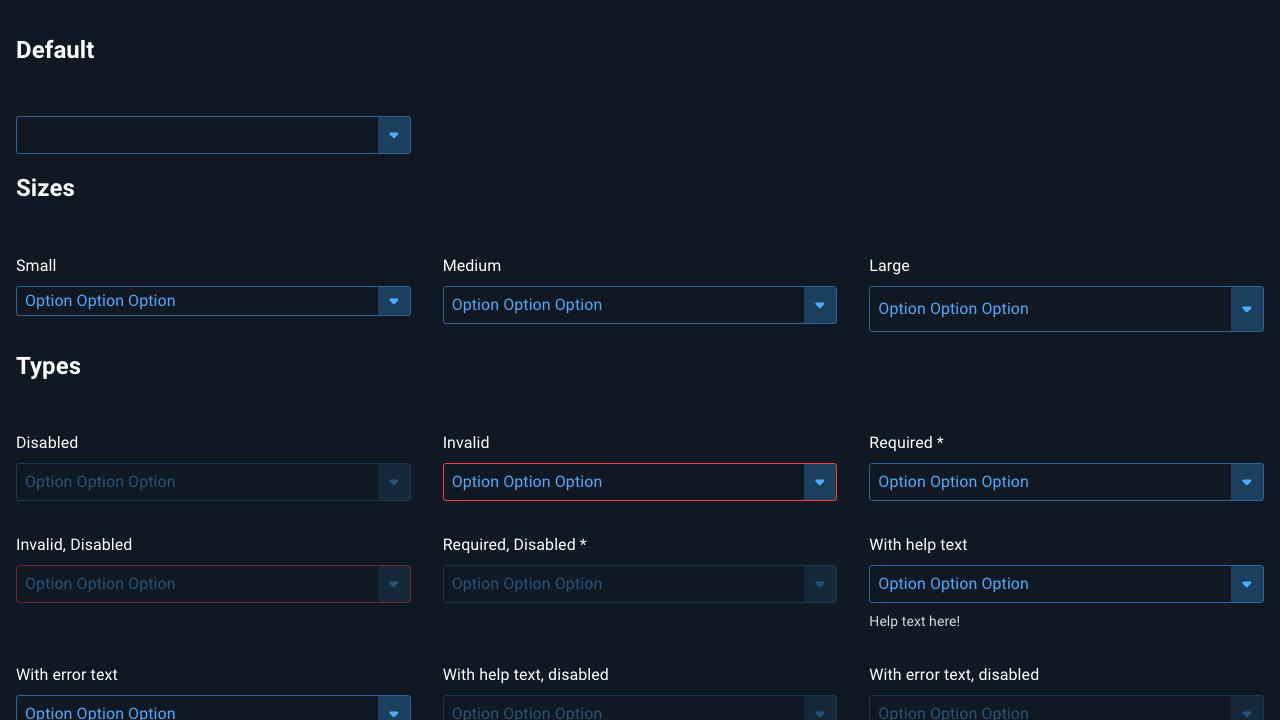 Default
Sizes
Small
Medium
Large
Option Option Option
Option Option Option
Option Option Option
Types
Disabled
Invalid
Required *
Option Option Option
Option Option Option
Option Option Option
Invalid, Disabled
Required, Disabled *
With help text
Option Option Option
Option Option Option
Option Option Option
Help text here!
With error text
With help text, disabled
With error text, disabled
Option Option Option
Option Option Option
Option Option Option